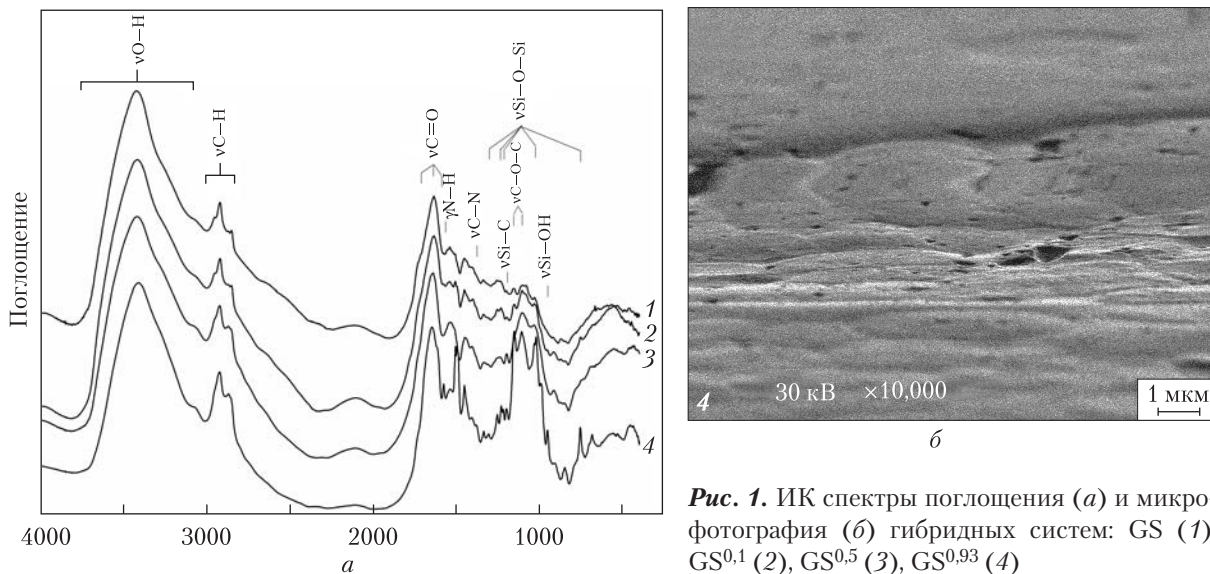 νO–H
νC–H
νC=O
γN–H
νC–N
νSi–C
νC–O–C
νSi–O–Si
νSi–OH
Поглощение
1
2
3
4
4000
3000
2000
1000
а
4
30 кВ ×10,000
1 мкм
б
Рис. 1. ИК спектры поглощения (а) и микро-
фотография (б) гибридных систем: GS (1)
GS0,1 (2), GS0,5 (3), GS0,93 (4)